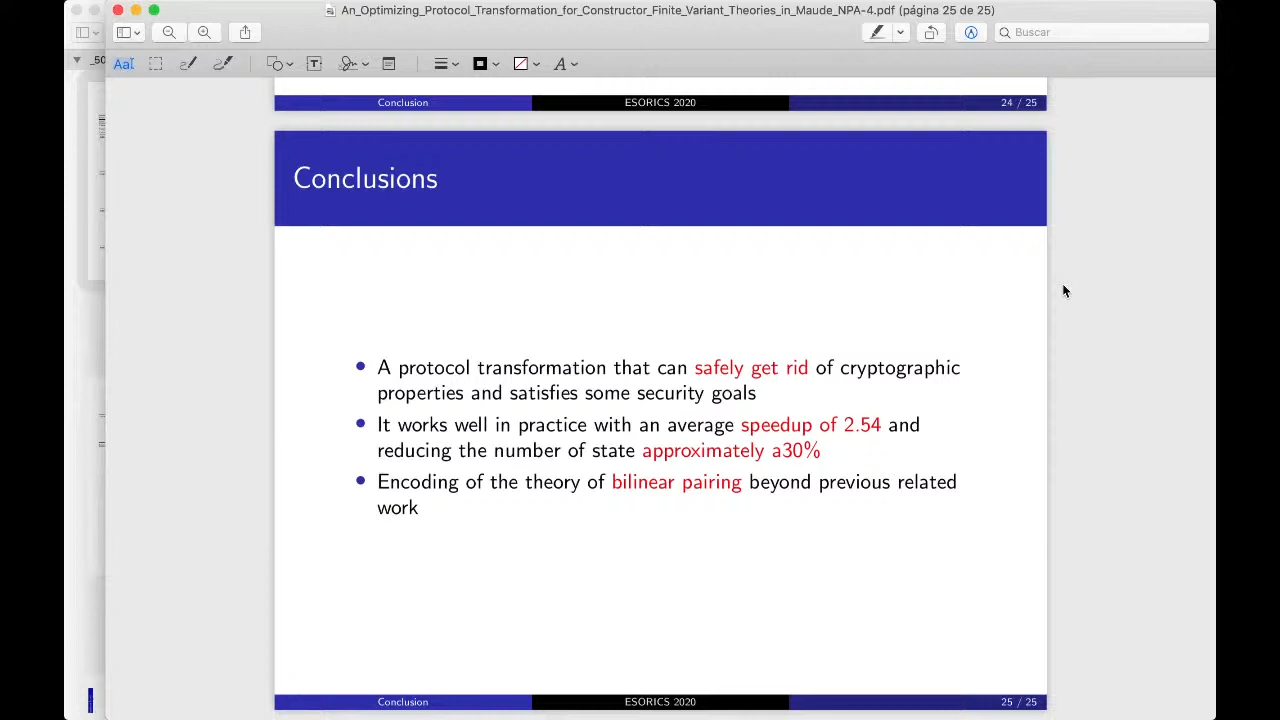 An_Optimizing_Protocol_Transformation_for_Constructor_Finite_Variant_Theories_in_Maude_NPA-4.pdf (página 25 de 25)
Buscar
_50
AaI
T
A
Conclusion ESORICS 2020 24 / 25
Conclusions
A protocol transformation that can safely get rid of cryptographic
properties and satisfies some security goals
It works well in practice with an average speedup of 2.54 and
reducing the number of state approximately a30%
Encoding of the theory of bilinear pairing beyond previous related
work
Conclusion ESORICS 2020 25 / 25